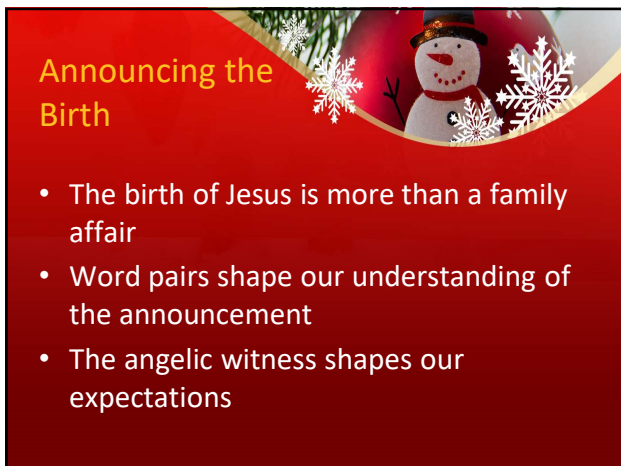 Announcing the
Birth
• The birth of Jesus is more than a family
affair
• Word pairs shape our understanding of
the announcement
• The angelic witness shapes our
expectations